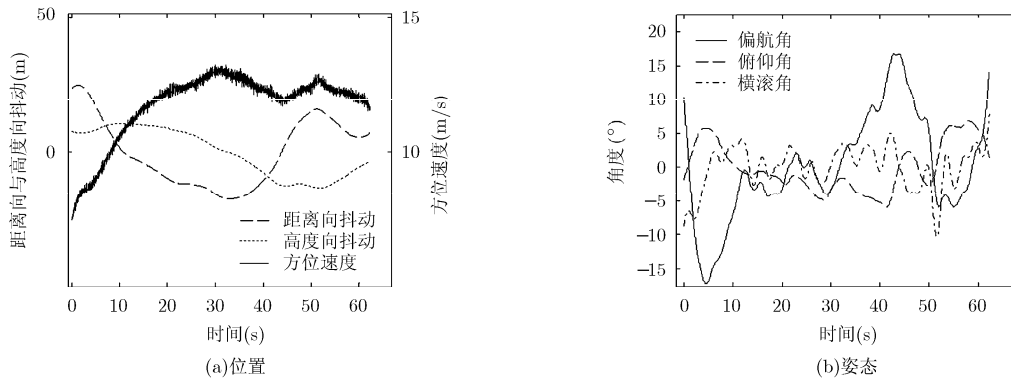 50
0
距离向与高度向抖动(m)
15
10
方位速度(m/s)
距离向抖动
高度向抖动
方位速度
0 10 20 30 40 50 60
时间(s)
(a)位置
20
15
10
5
0
−5
−10
−15
角度(°)
偏航角
俯仰角
横滚角
0 10 20 30 40 50 60
时间(s)
(b)姿态